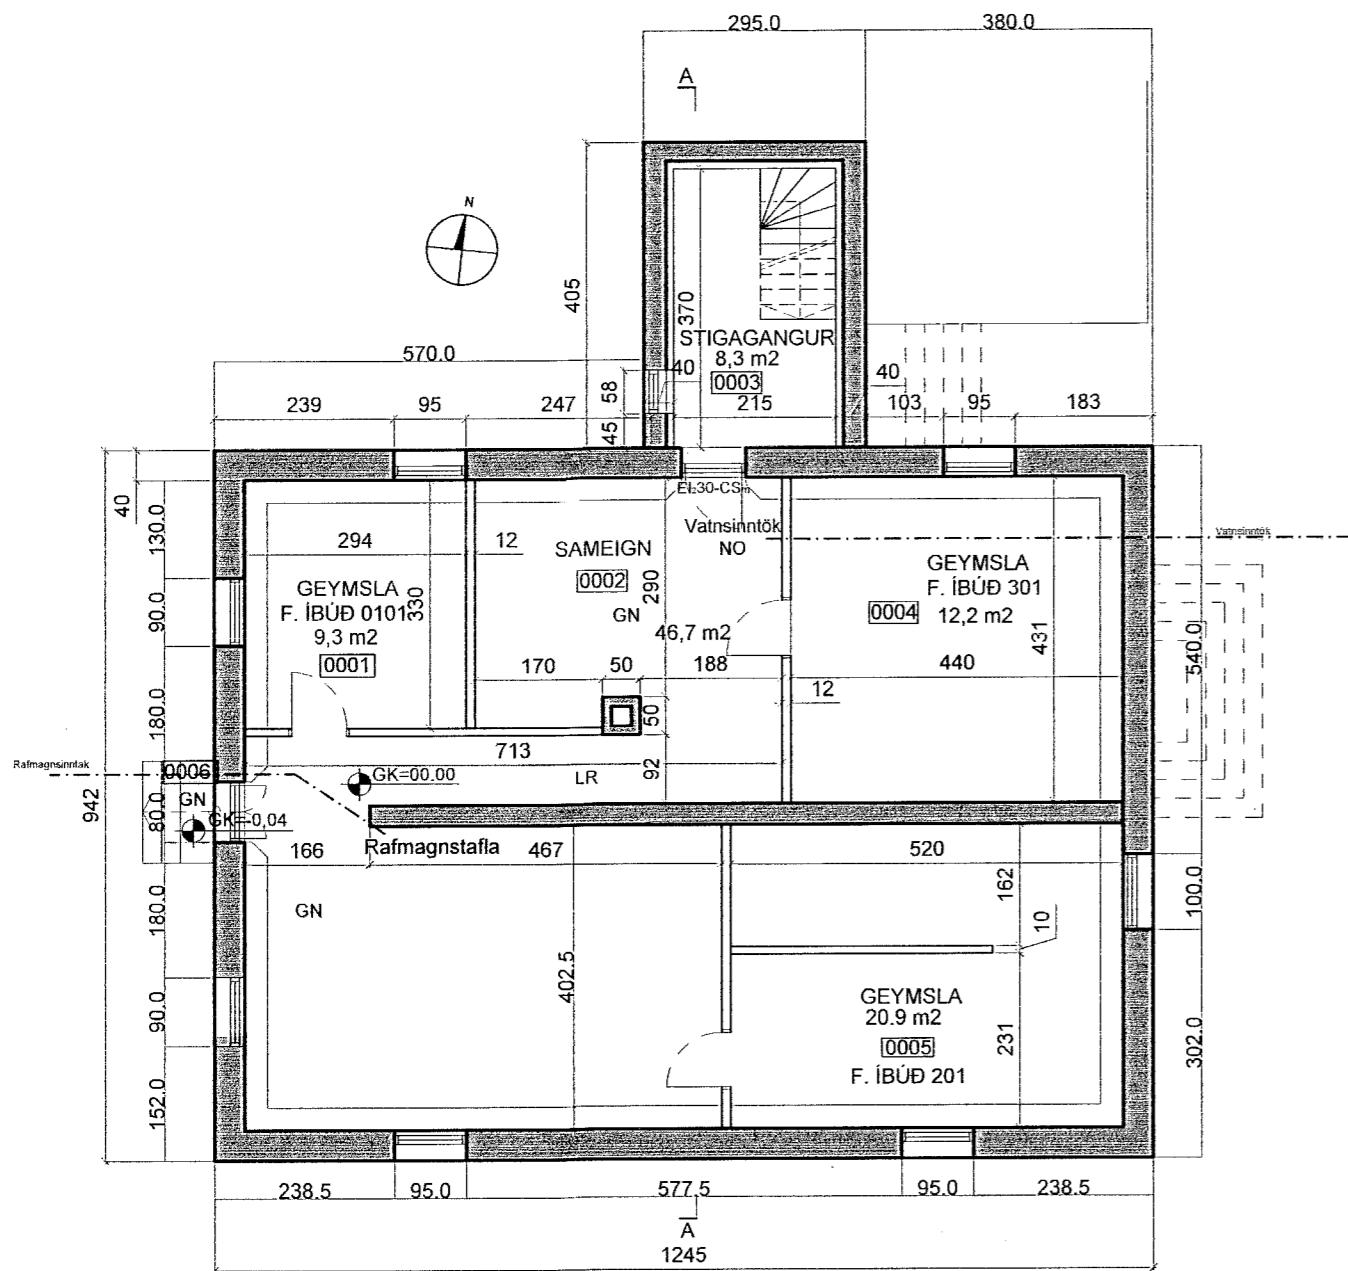 295.0 380.0
A
N
405
370
STIGAGANGUR
8,3 m2
0003
40
40
570.0
58
45
239 95 247 215 103 95 183
40
130.0
EI-30-CSm
Vatnsinntök
NO
Vatnsinntök
294 12
SAMEIGN
0002
290
GN
46,7 m2
GEYMSLA
F. ÍBÚÐ 0101
9,3 m2
0001
330
GEYMSLA
F. ÍBÚÐ 301
0004
12,2 m2
431
540.0
90.0
170 50 188 440
12
50
180.0
713
92
Rafmagnsinntak
0006
GK=00.00
LR
GN
GK=-0,04
942
80.0
Rafmagnstafla
166 467 520
162
100.0
180.0
GN
10
402.5
GEYMSLA
20.9 m2
0005
F. ÍBÚÐ 201
231
302.0
90.0
152.0
238.5 95.0 577.5 95.0 238.5
A
1245